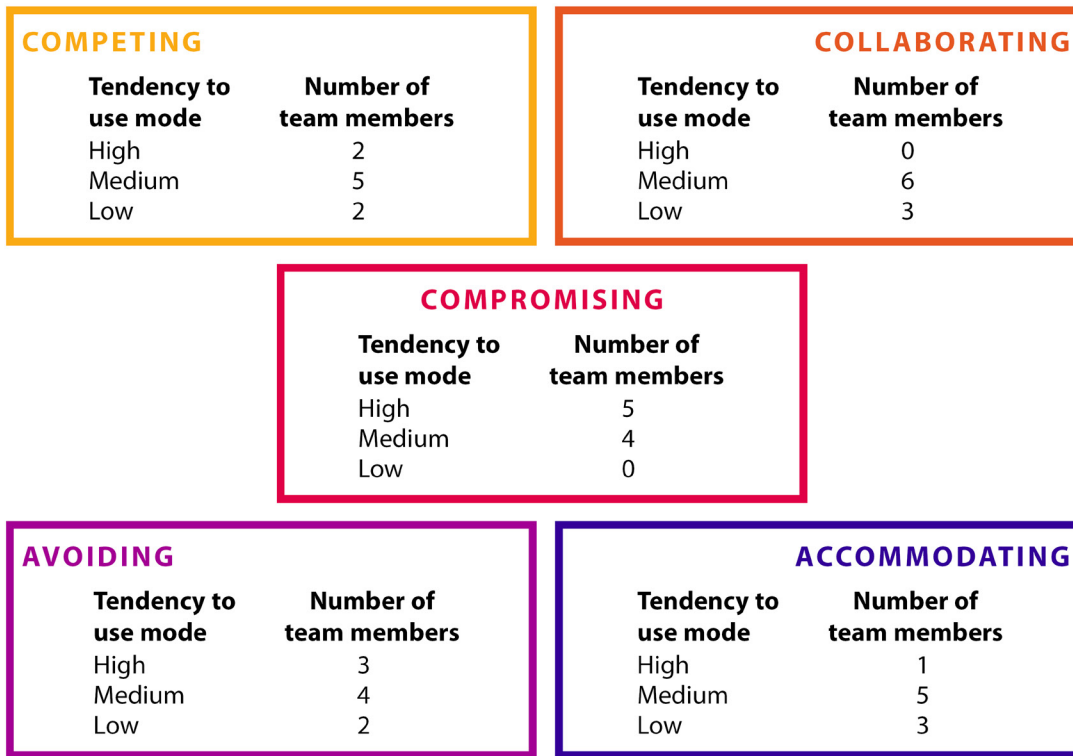 COMPETING
Tendency to use mode Number of team members
High 2
Medium 5
Low 2
COLLABORATING
Tendency to use mode Number of team members
High 0
Medium 6
Low 3
COMPROMISING
Tendency to use mode Number of team members
High 5
Medium 4
Low 0
AVOIDING
Tendency to use mode Number of team members
High 3
Medium 4
Low 2
ACCOMMODATING
Tendency to use mode Number of team members
High 1
Medium 5
Low 3